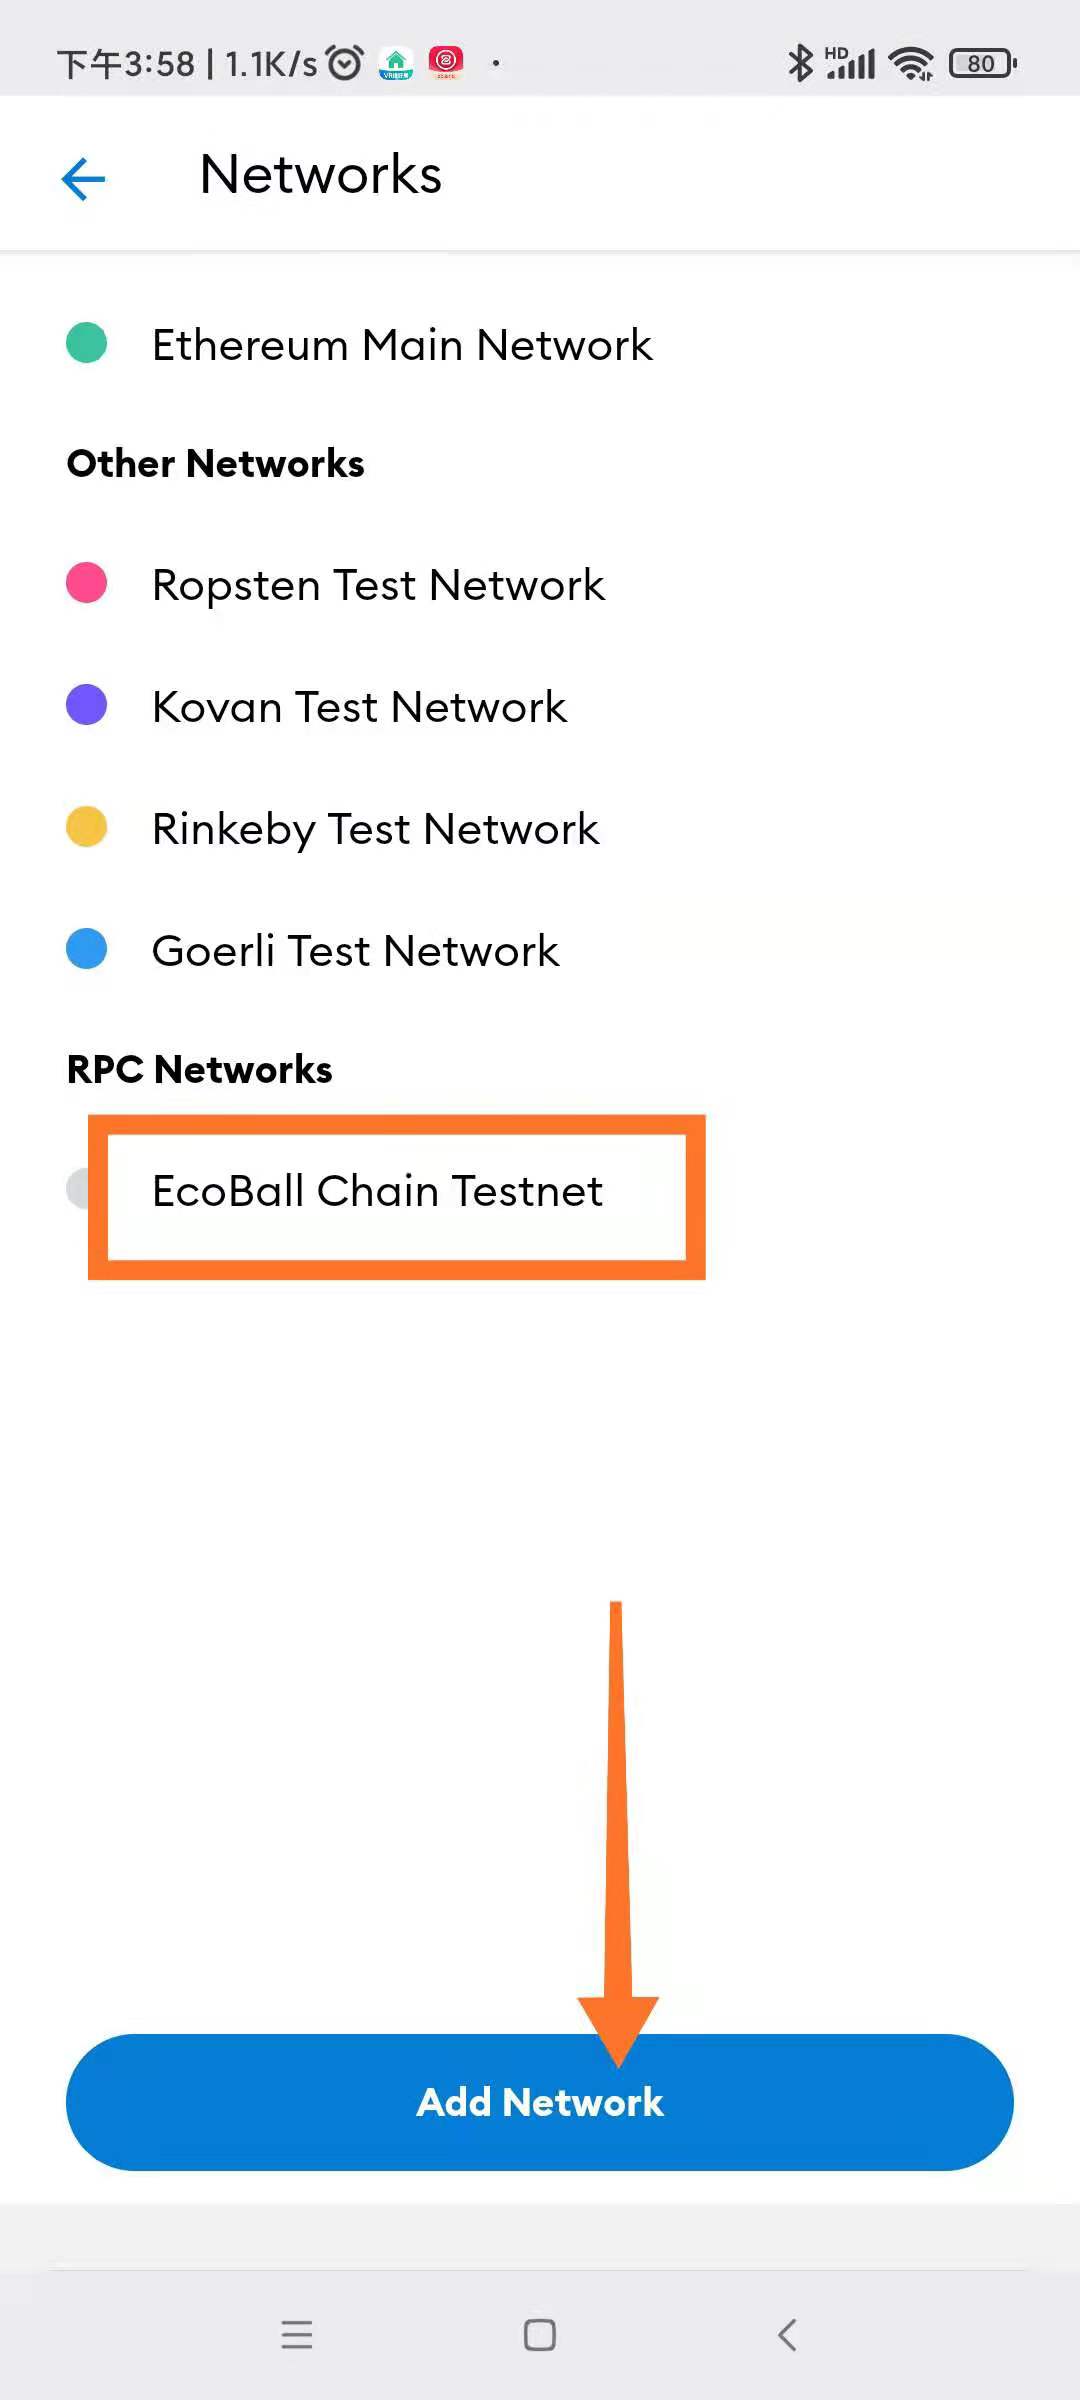 下午3:58 | 1.1K/s HD 80
Networks
Ethereum Main Network
Other Networks
Ropsten Test Network
Kovan Test Network
Rinkeby Test Network
Goerli Test Network
RPC Networks
EcoBall Chain Testnet
Add Network